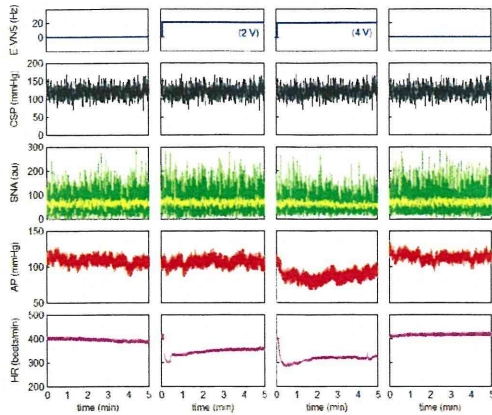 E-VNS (Hz)
20
10
0
(2 V)
(4 V)
CSP (mmHg)
200
150
100
50
0
SNA (au)
300
200
100
0
AP (mmHg)
150
100
50
HR (beats/min)
500
400
300
200
0 1 2 3 4 5
0 1 2 3 4 5
0 1 2 3 4 5
0 1 2 3 4 5
time (min)
time (min)
time (min)
time (min)